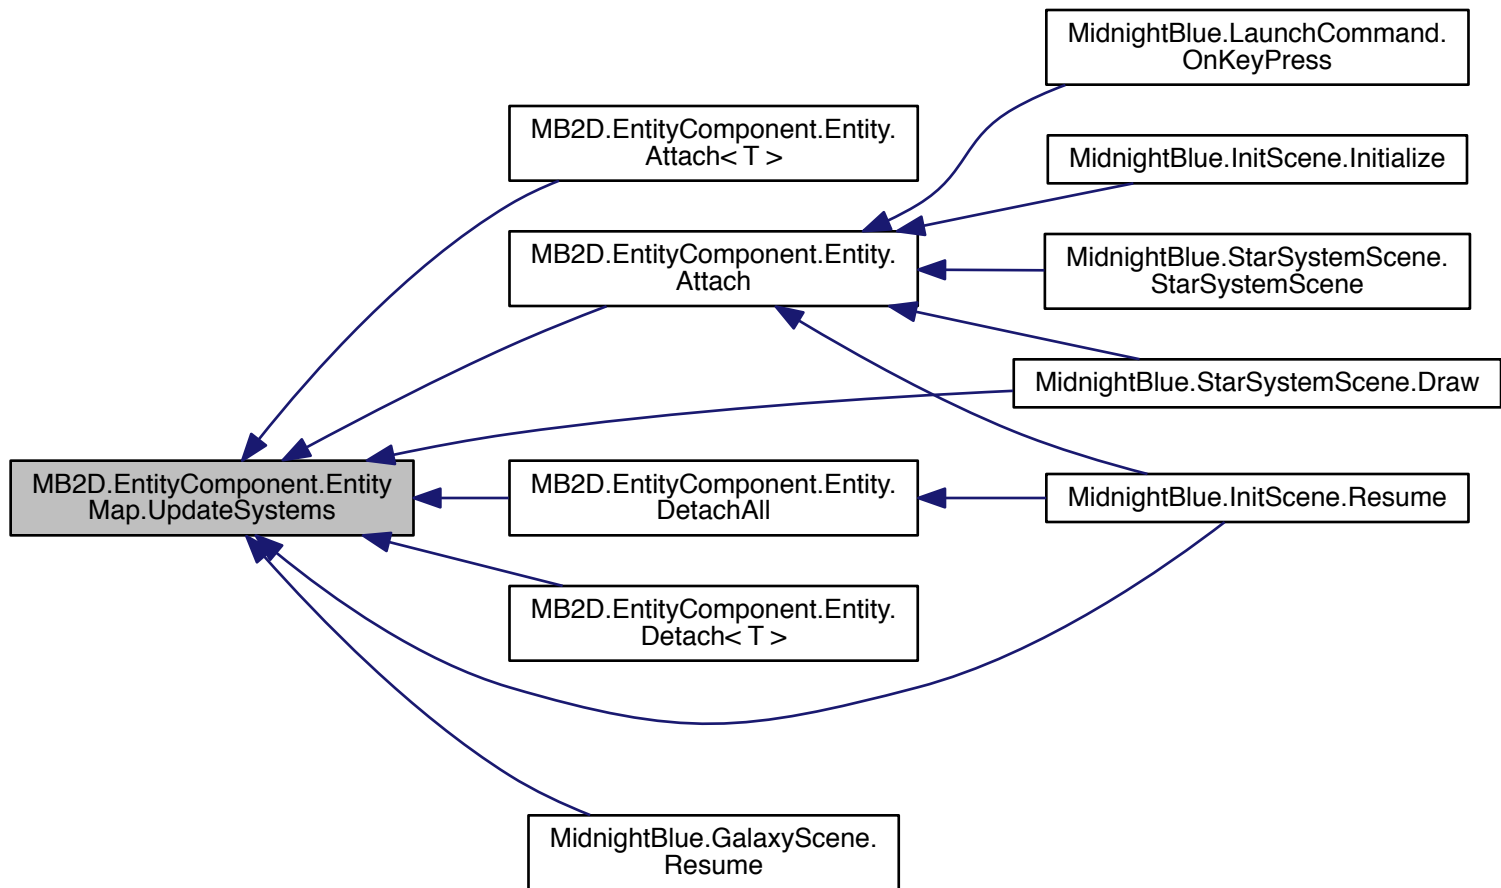 MidnightBlue.LaunchCommand.
OnKeyPress
MB2D.EntityComponent.Entity.
Attach< T >
MidnightBlue.InitScene.Initialize
MB2D.EntityComponent.Entity.
Attach
MidnightBlue.StarSystemScene.
StarSystemScene
MidnightBlue.StarSystemScene.Draw
MB2D.EntityComponent.Entity
Map.UpdateSystems
MB2D.EntityComponent.Entity.
DetachAll
MidnightBlue.InitScene.Resume
MB2D.EntityComponent.Entity.
Detach< T >
MidnightBlue.GalaxyScene.
Resume